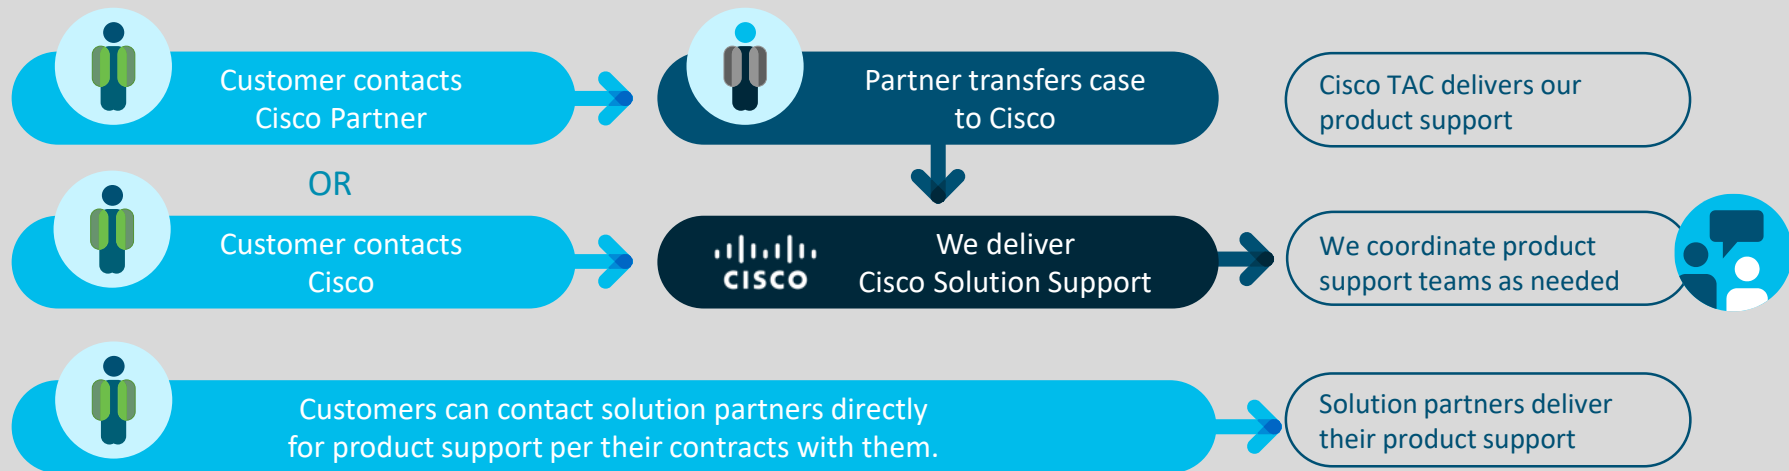 Customer contacts
Cisco Partner
Partner transfers case
to Cisco
Cisco TAC delivers our
product support
OR
Customer contacts
Cisco
CISCO
We deliver
Cisco Solution Support
We coordinate product
support teams as needed
Customers can contact solution partners directly
for product support per their contracts with them.
Solution partners deliver
their product support